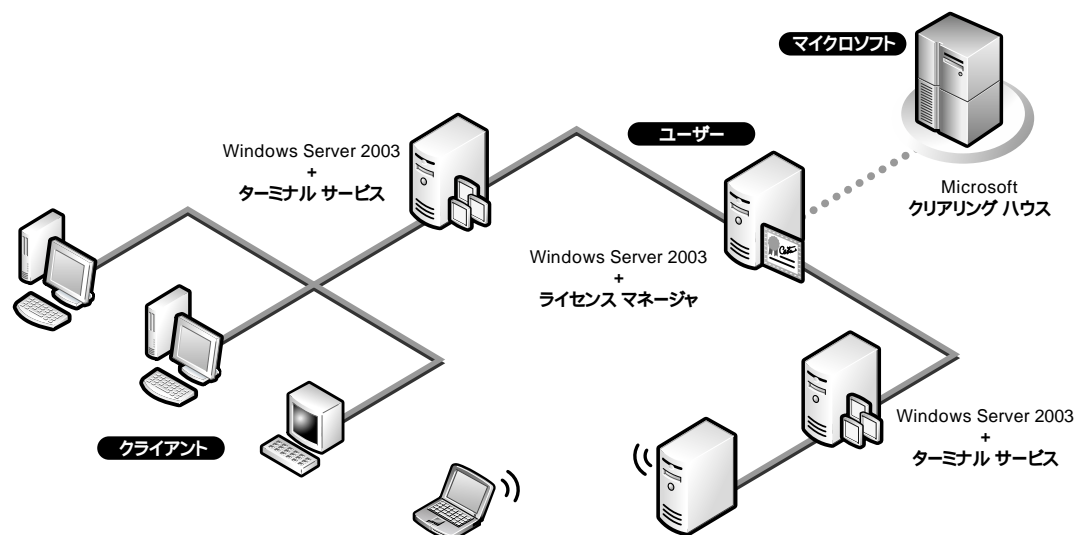 マイクロソフト
ユーザー
Windows Server 2003
+
ターミナル サービス
Microsoft
クリアリング ハウス
Windows Server 2003
+
ライセンス マネージャ
Windows Server 2003
+
ターミナル サービス
クライアント